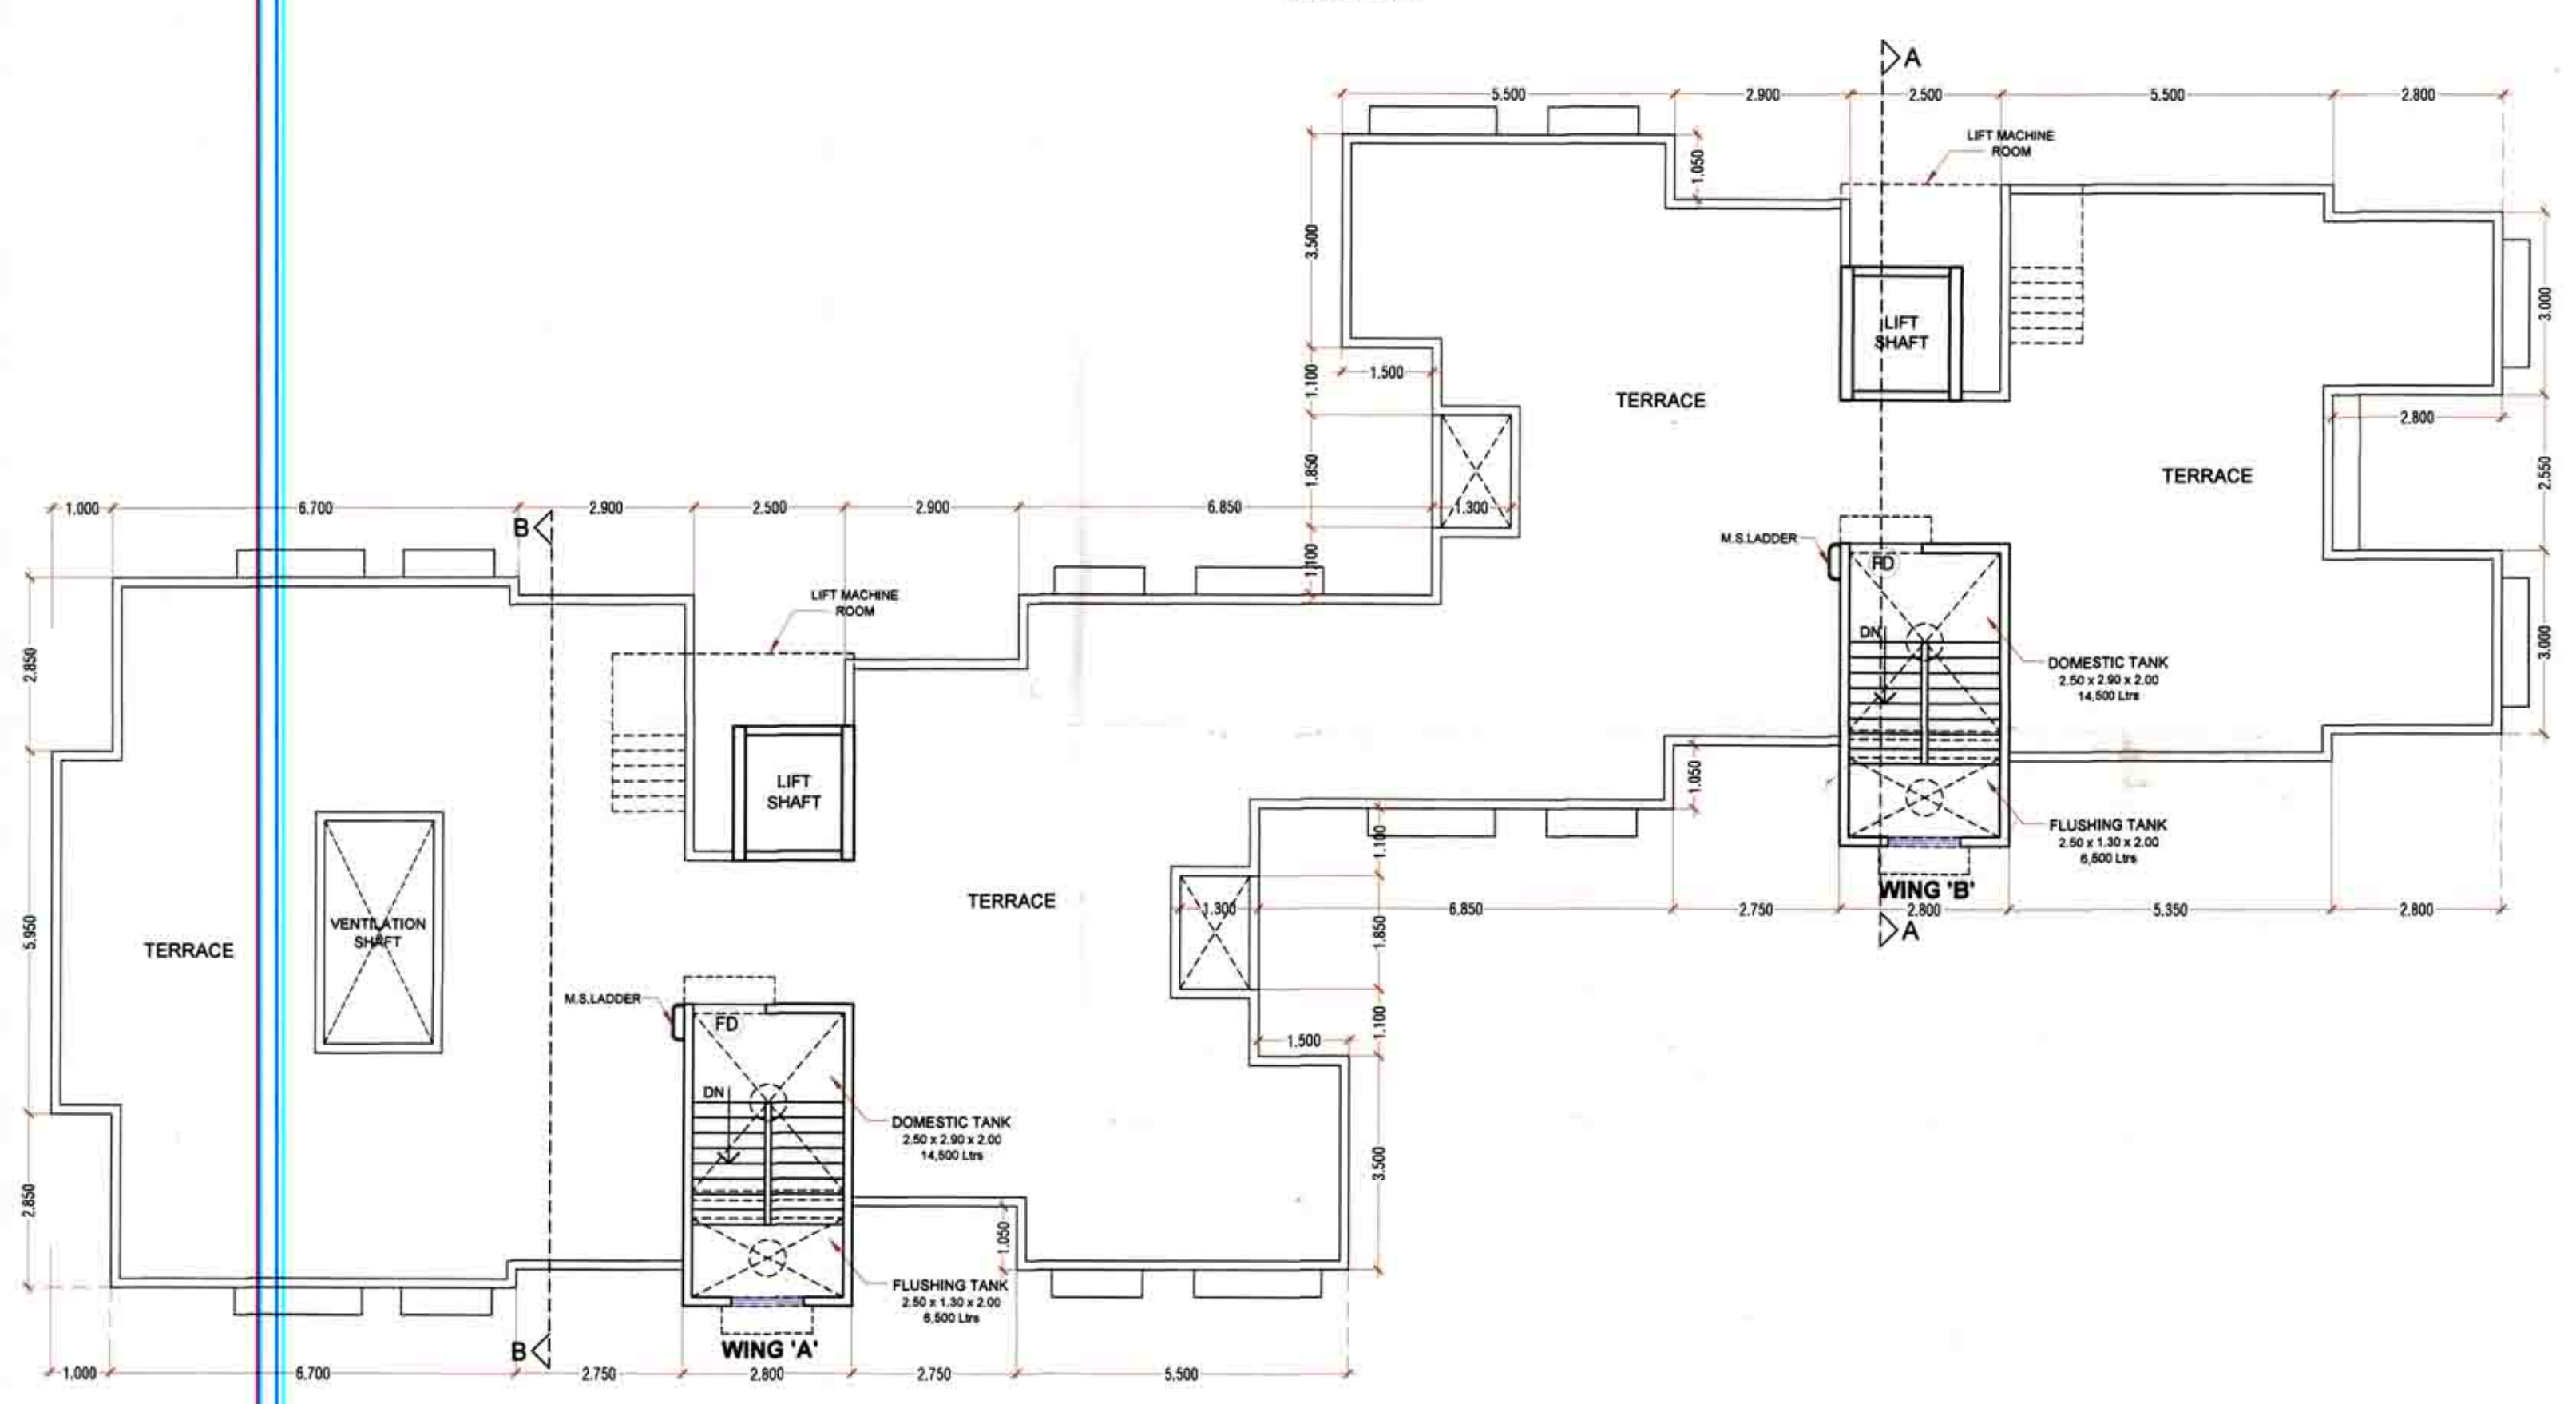 A
5.500
2.900
2.500
5.500
2.800
LIFT MACHINE
ROOM
1.050
3.500
3.000
LIFT
SHAFT
1.100
1.500
TERRACE
2.800
1.850
TERRACE
2.550
1.000
6.700
B
2.900
2.500
2.900
6.850
1.300
M.S.LADDER
FD
1.100
LIFT MACHINE
ROOM
DN
2.850
DOMESTIC TANK
2.50 x 2.90 x 2.00
14,500 Ltrs
3.000
LIFT
SHAFT
1.050
1.100
FLUSHING TANK
2.50 x 1.30 x 2.00
6,500 Ltrs
WING 'B'
TERRACE
1.300
6.850
2.750
2.800
5.350
2.800
VENTILATION
SHAFT
TERRACE
5.950
1.850
A
M.S.LADDER
FD
1.100
1.500
DN
DOMESTIC TANK
2.50 x 2.90 x 2.00
14,500 Ltrs
3.500
2.850
1.050
FLUSHING TANK
2.50 x 1.30 x 2.00
6,500 Ltrs
B
WING 'A'
1.000
6.700
2.750
2.800
2.750
5.500